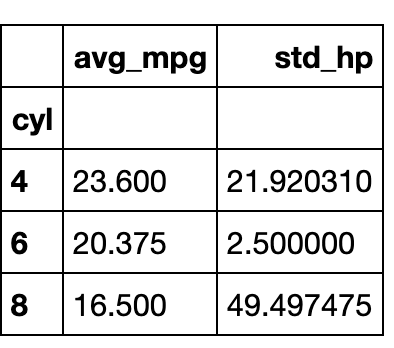 avg_mpg std_hp
cyl
4 23.600 21.920310
6 20.375 2.500000
8 16.500 49.497475